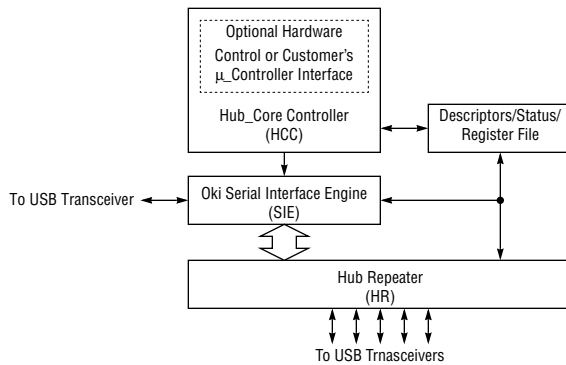 Optional Hardware
Control or Customer's
μ_Controller Interface
Hub_Core Controller
(HCC)
Descriptors/Status/
Register File
To USB Transceiver
Oki Serial Interface Engine
(SIE)
Hub Repeater
(HR)
To USB Trnasceivers